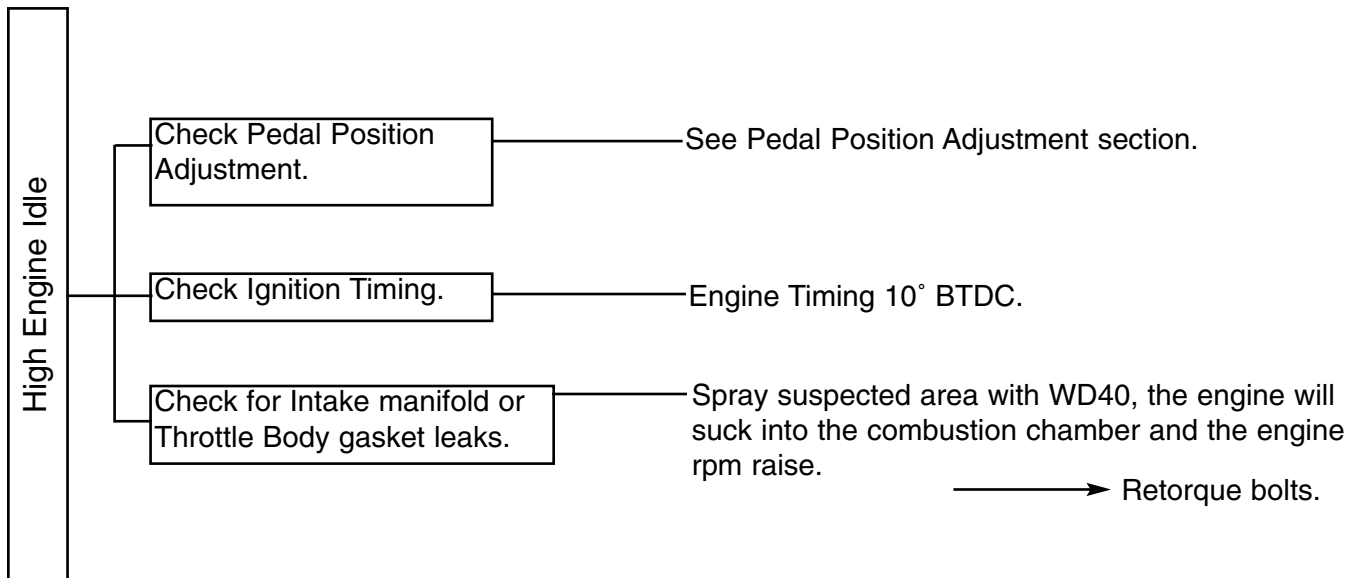 High Engine Idle
Check Pedal Position
Adjustment.
See Pedal Position Adjustment section.
Check Ignition Timing.
Engine Timing 10˚ BTDC.
Check for Intake manifold or
Throttle Body gasket leaks.
Spray suspected area with WD40, the engine will
suck into the combustion chamber and the engine
rpm raise.
Retorque bolts.